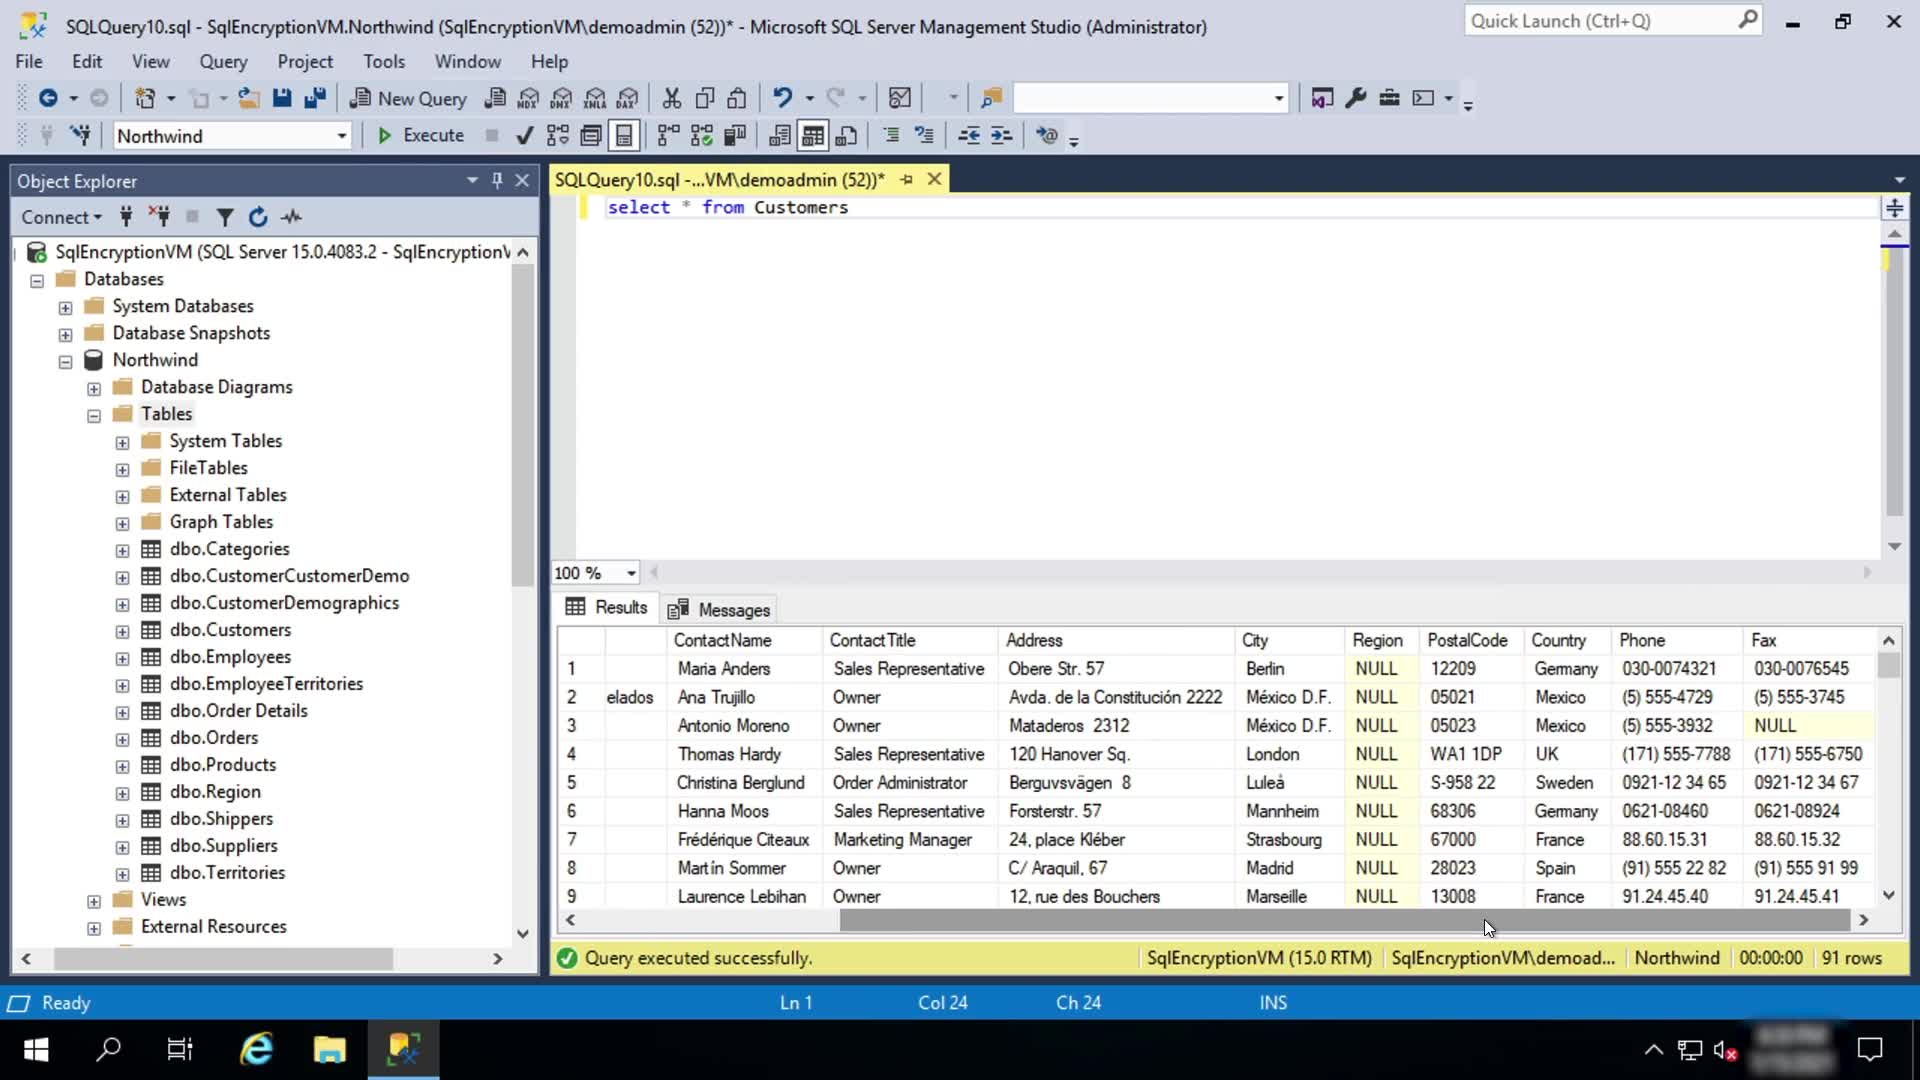 SQLQuery10.sql - SqlEncryptionVM.Northwind (SqlEncryptionVM\demoadmin (52))* - Microsoft SQL Server Management Studio (Administrator)
Quick Launch (Ctrl+Q)
File Edit View Query Project Tools Window Help
New Query MDX DMX XMLA DAX
Northwind Execute
Object Explorer
SQLQuery10.sql -...VM\demoadmin (52))*
Connect
select * from Customers
SqlEncryptionVM (SQL Server 15.0.4083.2 - SqlEncryptionV
Databases
System Databases
Database Snapshots
Northwind
Database Diagrams
Tables
System Tables
FileTables
External Tables
Graph Tables
dbo.Categories
dbo.CustomerCustomerDemo
dbo.CustomerDemographics
dbo.Customers
dbo.Employees
dbo.EmployeeTerritories
dbo.Order Details
dbo.Orders
dbo.Products
dbo.Region
dbo.Shippers
dbo.Suppliers
dbo.Territories
Views
External Resources
100 %
Results Messages
ContactName ContactTitle Address City Region PostalCode Country Phone Fax
1 Maria Anders Sales Representative Obere Str. 57 Berlin NULL 12209 Germany 030-0074321 030-0076545
2 elados Ana Trujillo Owner Avda. de la Constitución 2222 México D.F. NULL 05021 Mexico (5) 555-4729 (5) 555-3745
3 Antonio Moreno Owner Mataderos 2312 México D.F. NULL 05023 Mexico (5) 555-3932 NULL
4 Thomas Hardy Sales Representative 120 Hanover Sq. London NULL WA1 1DP UK (171) 555-7788 (171) 555-6750
5 Christina Berglund Order Administrator Berguvsvägen 8 Luleå NULL S-958 22 Sweden 0921-12 34 65 0921-12 34 67
6 Hanna Moos Sales Representative Forsterstr. 57 Mannheim NULL 68306 Germany 0621-08460 0621-08924
7 Frédérique Citeaux Marketing Manager 24, place Kléber Strasbourg NULL 67000 France 88.60.15.31 88.60.15.32
8 Martín Sommer Owner C/ Araquil, 67 Madrid NULL 28023 Spain (91) 555 22 82 (91) 555 91 99
9 Laurence Lebihan Owner 12, rue des Bouchers Marseille NULL 13008 France 91.24.45.40 91.24.45.41
Query executed successfully. SqlEncryptionVM (15.0 RTM) SqlEncryptionVM\demoad... Northwind 00:00:00 91 rows
Ready Ln 1 Col 24 Ch 24 INS